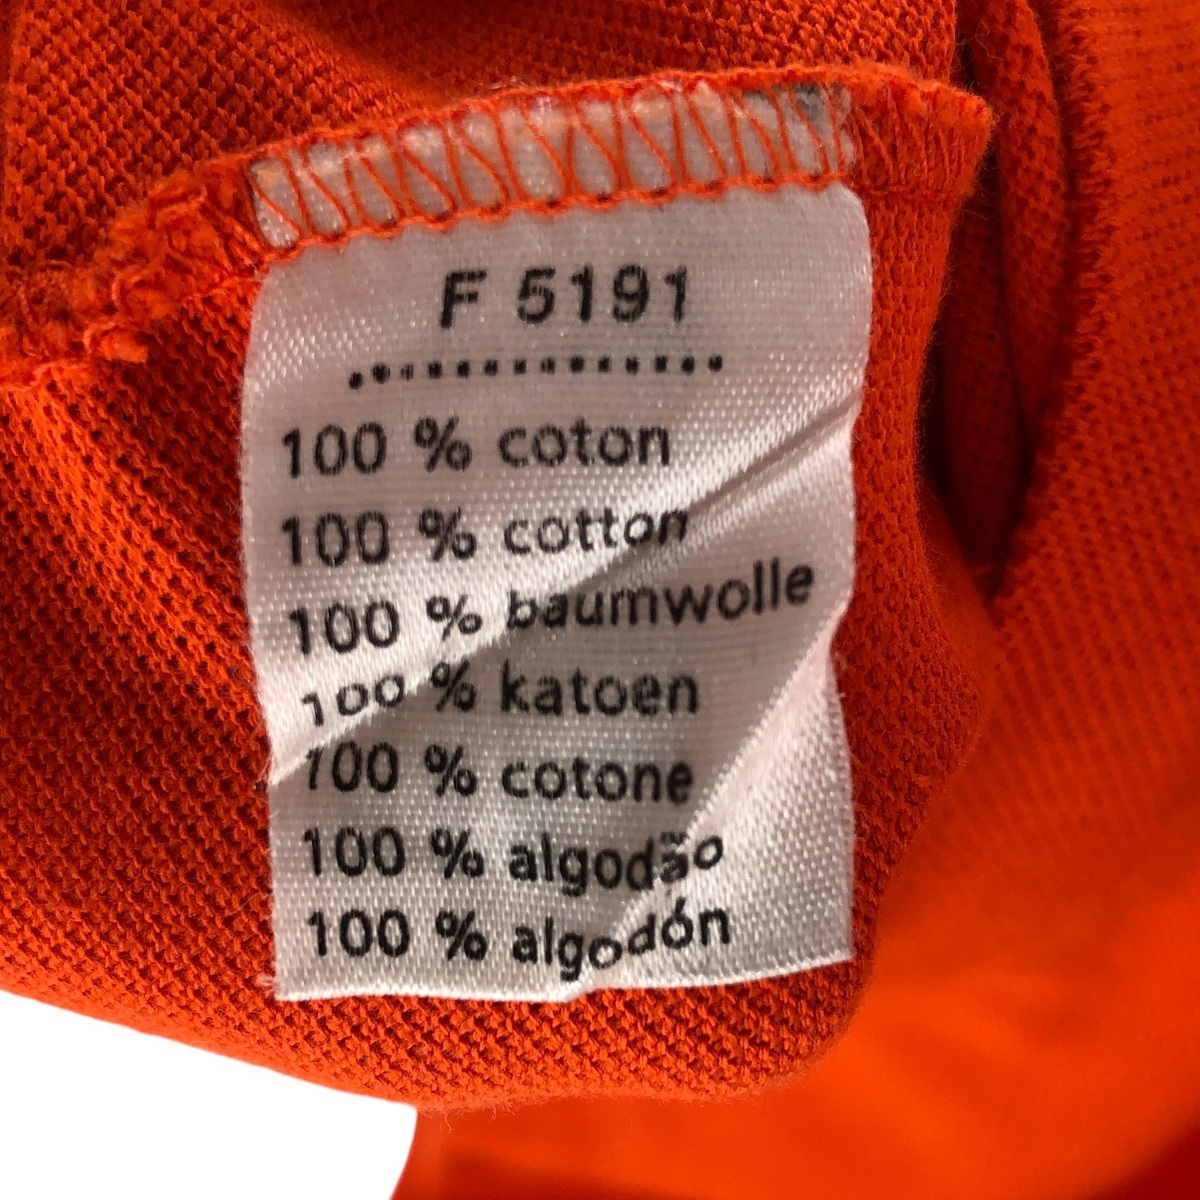 F 5191
100 % coton
100 % cotton
100 % baumwolle
100 % katoen
100 % cotone
100 % algodão
100 % algodón